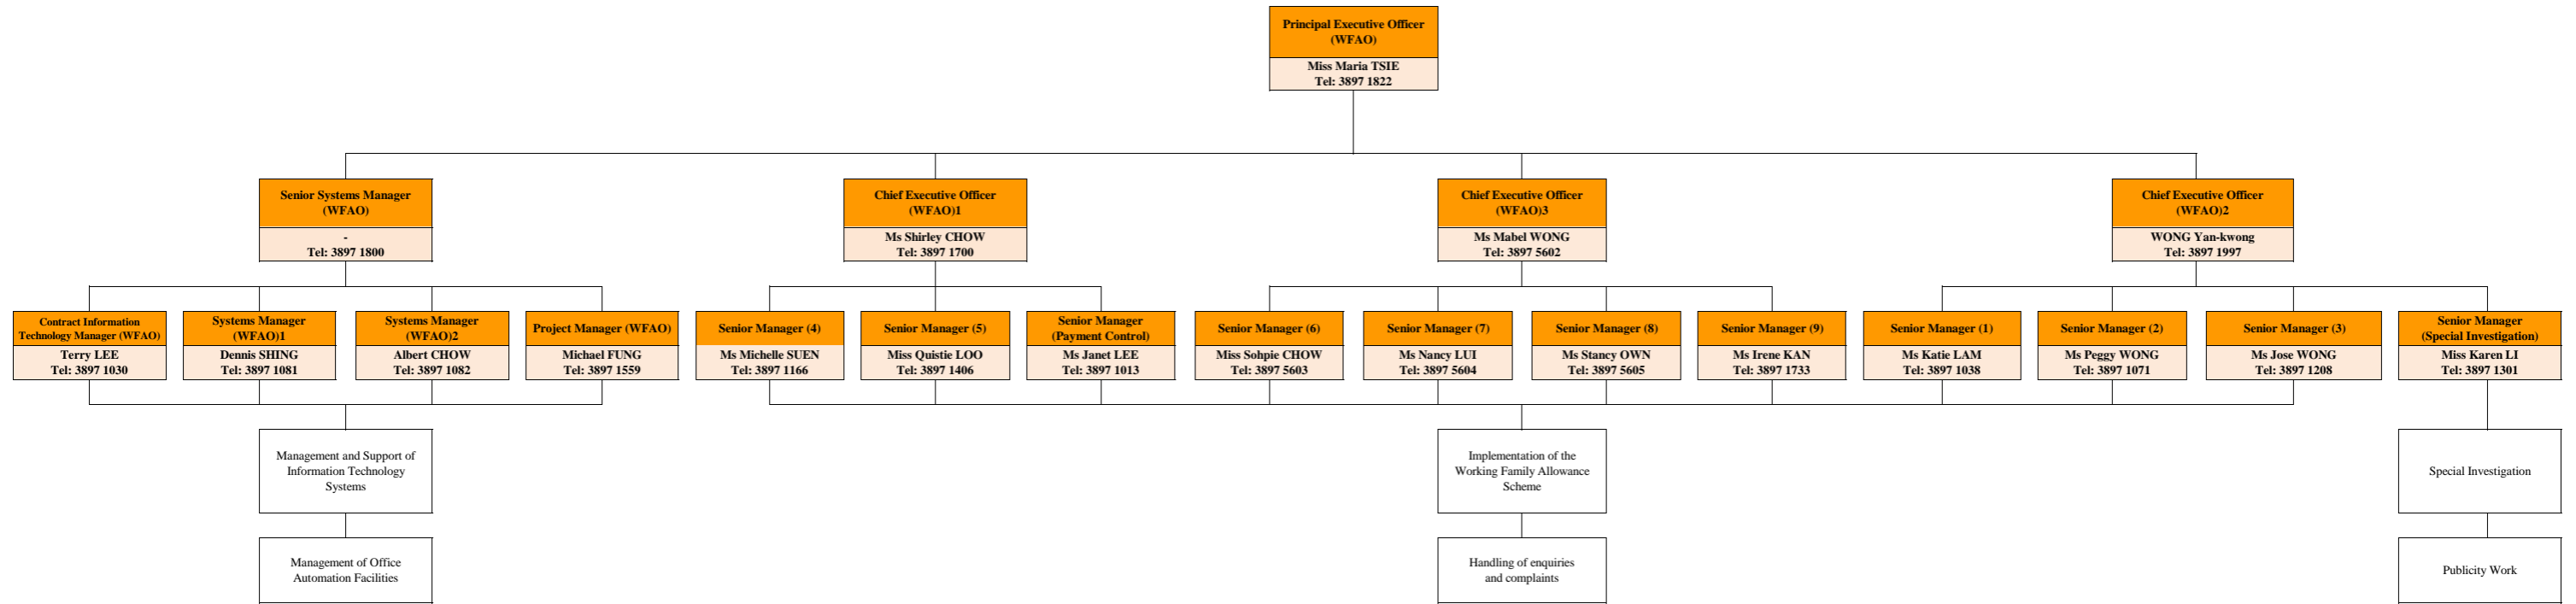 Principal Executive Officer
(WFAO)
Miss Maria TSIE
Tel: 3897 1822
Senior Systems Manager
(WFAO)
-
Tel: 3897 1800
Chief Executive Officer
(WFAO)1
Ms Shirley CHOW
Tel: 3897 1700
Chief Executive Officer
(WFAO)3
Ms Mabel WONG
Tel: 3897 5602
Chief Executive Officer
(WFAO)2
WONG Yan-kwong
Tel: 3897 1997
Contract Information
Technology Manager (WFAO)
Terry LEE
Tel: 3897 1030
Systems Manager
(WFAO)1
Dennis SHING
Tel: 3897 1081
Systems Manager
(WFAO)2
Albert CHOW
Tel: 3897 1082
Project Manager (WFAO)
Michael FUNG
Tel: 3897 1559
Senior Manager (4)
Ms Michelle SUEN
Tel: 3897 1166
Senior Manager (5)
Miss Quistie LOO
Tel: 3897 1406
Senior Manager
(Payment Control)
Ms Janet LEE
Tel: 3897 1013
Senior Manager (6)
Miss Sohpie CHOW
Tel: 3897 5603
Senior Manager (7)
Ms Nancy LUI
Tel: 3897 5604
Senior Manager (8)
Ms Stancy OWN
Tel: 3897 5605
Senior Manager (9)
Ms Irene KAN
Tel: 3897 1733
Senior Manager (1)
Ms Katie LAM
Tel: 3897 1038
Senior Manager (2)
Ms Peggy WONG
Tel: 3897 1071
Senior Manager (3)
Ms Jose WONG
Tel: 3897 1208
Senior Manager
(Special Investigation)
Miss Karen LI
Tel: 3897 1301
Management and Support of
Information Technology
Systems
Implementation of the
Working Family Allowance
Scheme
Special Investigation
Management of Office
Automation Facilities
Handling of enquiries
and complaints
Publicity Work